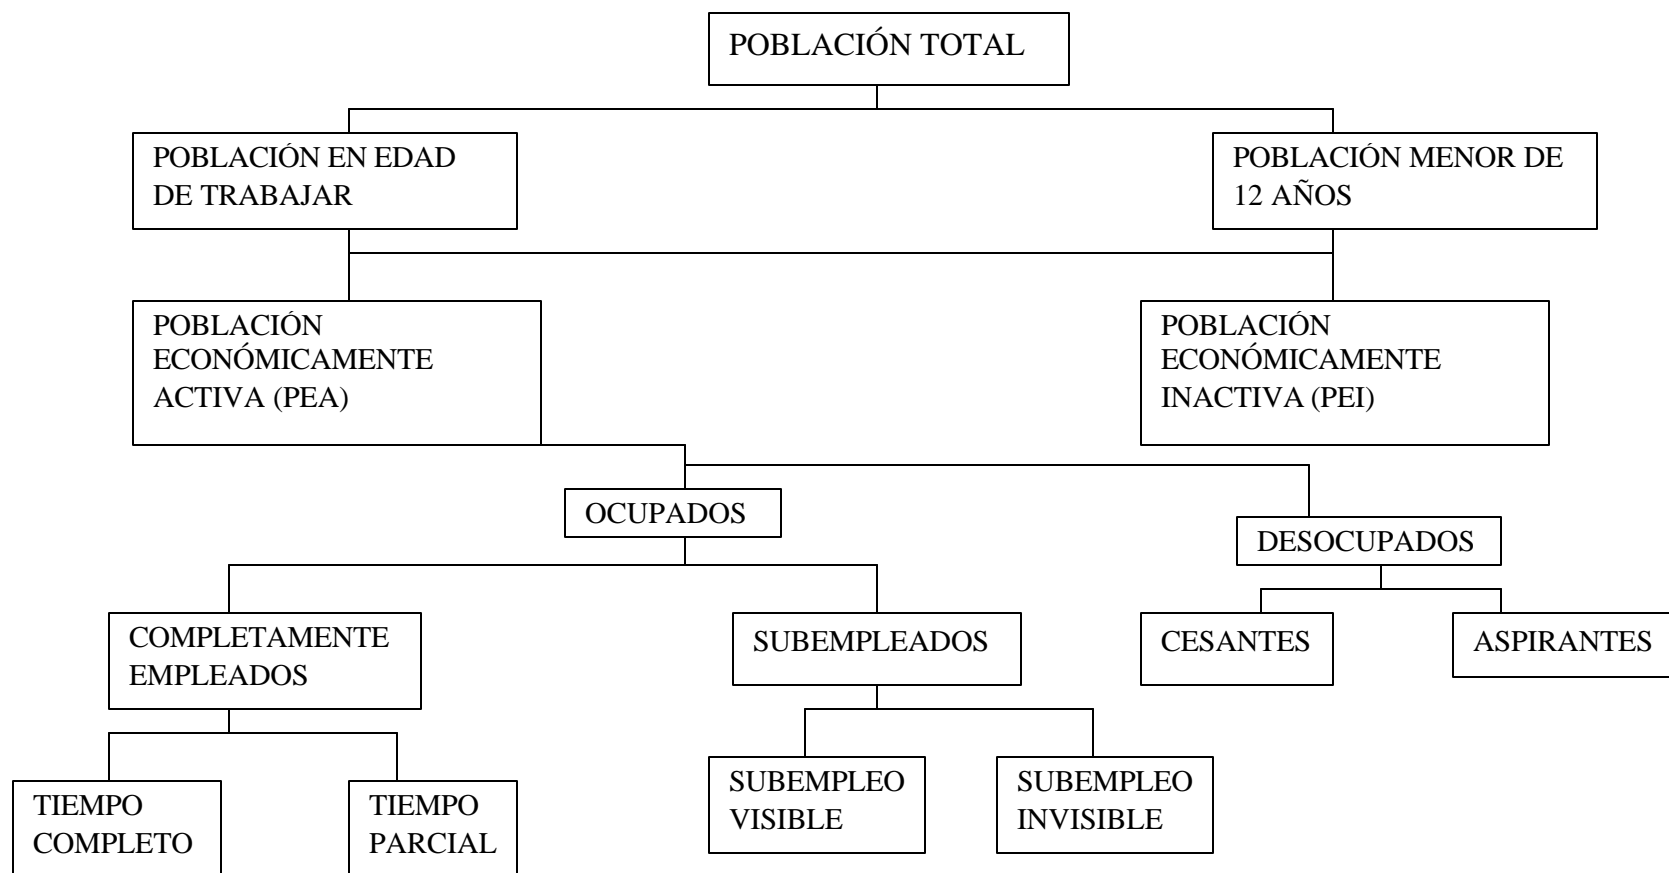 POBLACIÓN TOTAL
POBLACIÓN EN EDAD
DE TRABAJAR
POBLACIÓN MENOR DE
12 AÑOS
POBLACIÓN
ECONÓMICAMENTE
ACTIVA (PEA)
POBLACIÓN
ECONÓMICAMENTE
INACTIVA (PEI)
OCUPADOS
DESOCUPADOS
COMPLETAMENTE
EMPLEADOS
SUBEMPLEADOS
CESANTES
ASPIRANTES
TIEMPO
COMPLETO
TIEMPO
PARCIAL
SUBEMPLEO
VISIBLE
SUBEMPLEO
INVISIBLE